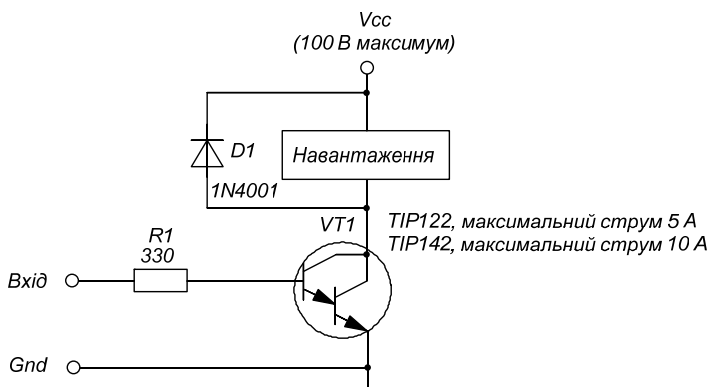 Vcc
(100 В максимум)
D1
Навантаження
1N4001
VT1
TIP122, максимальний струм 5 А
TIP142, максимальний струм 10 А
R1
330
Вхід
Gnd